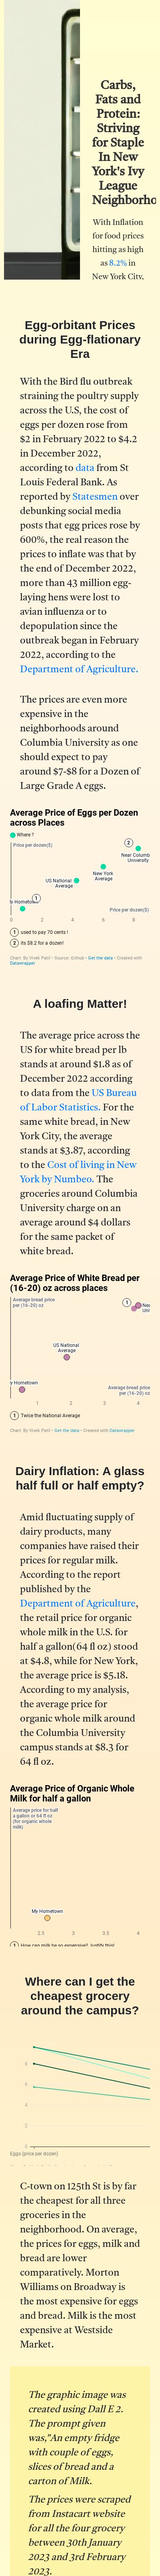 Carbs,
Fats and
Protein:
Striving
for Staple
In New
York's Ivy
League
Neighborho
With Inflation
for food prices
hitting as high
as 8.2% in
New York City,
Egg-orbitant Prices
during Egg-flationary
Era
With the Bird flu outbreak
straining the poultry supply
across the U.S, the cost of
eggs per dozen rose from
$2 in February 2022 to $4.2
in December 2022,
according to data from St
Louis Federal Bank. As
reported by Statesmen over
debunking social media
posts that egg prices rose by
600%, the real reason the
prices to inflate was that by
the end of December 2022,
more than 43 million egg-
laying hens were lost to
avian influenza or to
depopulation since the
outbreak began in February
2022, according to the
Department of Agriculture.
The prices are even more
expensive in the
neighborhoods around
Columbia University as one
should expect to pay
around $7-$8 for a Dozen of
Large Grade A eggs.
Average Price of Eggs per Dozen
across Places
Where ?
Price per dozen($)
2
Near Columb
University
New York
Average
US National
Average
1
y Hometown
Price per dozen($)
0 2 4 6 8
1 used to pay 70 cents !
2 its $8.2 for a dozen!
Chart: By Vivek Patil • Source: Github • Get the data • Created with
Datawrapper
A loafing Matter!
The average price across the
US for white bread per lb
stands at around $1.8 as of
December 2022 according
to data from the US Bureau
of Labor Statistics. For the
same white bread, in New
York City, the average
stands at $3.87, according
to the Cost of living in New
York by Numbeo. The
groceries around Columbia
University charge on an
average around $4 dollars
for the same packet of
white bread.
Average Price of White Bread per
(16-20) oz across places
Average bread price
per (16-20) oz
1
Nea
Uni
US National
Average
y Hometown
Average bread price
per (16-20) oz
1 2 3 4
1 Twice the National Average
Chart: By Vivek Patil • Get the data • Created with Datawrapper
Dairy Inflation: A glass
half full or half empty?
Amid fluctuating supply of
dairy products, many
companies have raised their
prices for regular milk.
According to the report
published by the
Department of Agriculture,
the retail price for organic
whole milk in the U.S. for
half a gallon(64 fl oz) stood
at $4.8, while for New York,
the average price is $5.18.
According to my analysis,
the average price for
organic whole milk around
the Columbia University
campus stands at $8.3 for
64 fl oz.
Average Price of Organic Whole
Milk for half a gallon
Average price for half
a gallon or 64 fl oz
(for organic whole
milk)
My Hometown
2.5 3 3.5 4
1 How can milk be so expensive?, Justify this!
Where can I get the
cheapest grocery
around the campus?
8
6
4
2
0
Eggs (price per dozen)
C-town on 125th St is by far
the cheapest for all three
groceries in the
neighborhood. On average,
the prices for eggs, milk and
bread are lower
comparatively. Morton
Williams on Broadway is
the most expensive for eggs
and bread. Milk is the most
expensive at Westside
Market.
The graphic image was
created using Dall E 2.
The prompt given
was,"An empty fridge
with couple of eggs,
slices of bread and a
carton of Milk.
The prices were scraped
from Instacart website
for all the four grocery
between 30th January
2023 and 3rd February
2023.